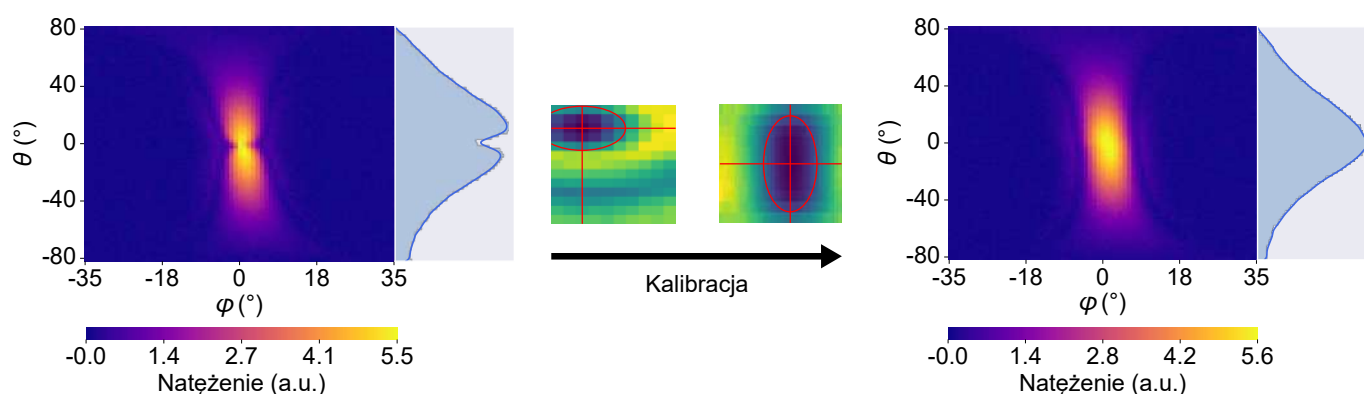 80
40
0
-40
-80
θ (°)
-35 -18 0 18 35
φ (°)
-0.0 1.4 2.7 4.1 5.5
Natężenie (a.u.)
Kalibracja
80
40
0
-40
-80
θ (°)
-35 -18 0 18 35
φ (°)
-0.0 1.4 2.8 4.2 5.6
Natężenie (a.u.)